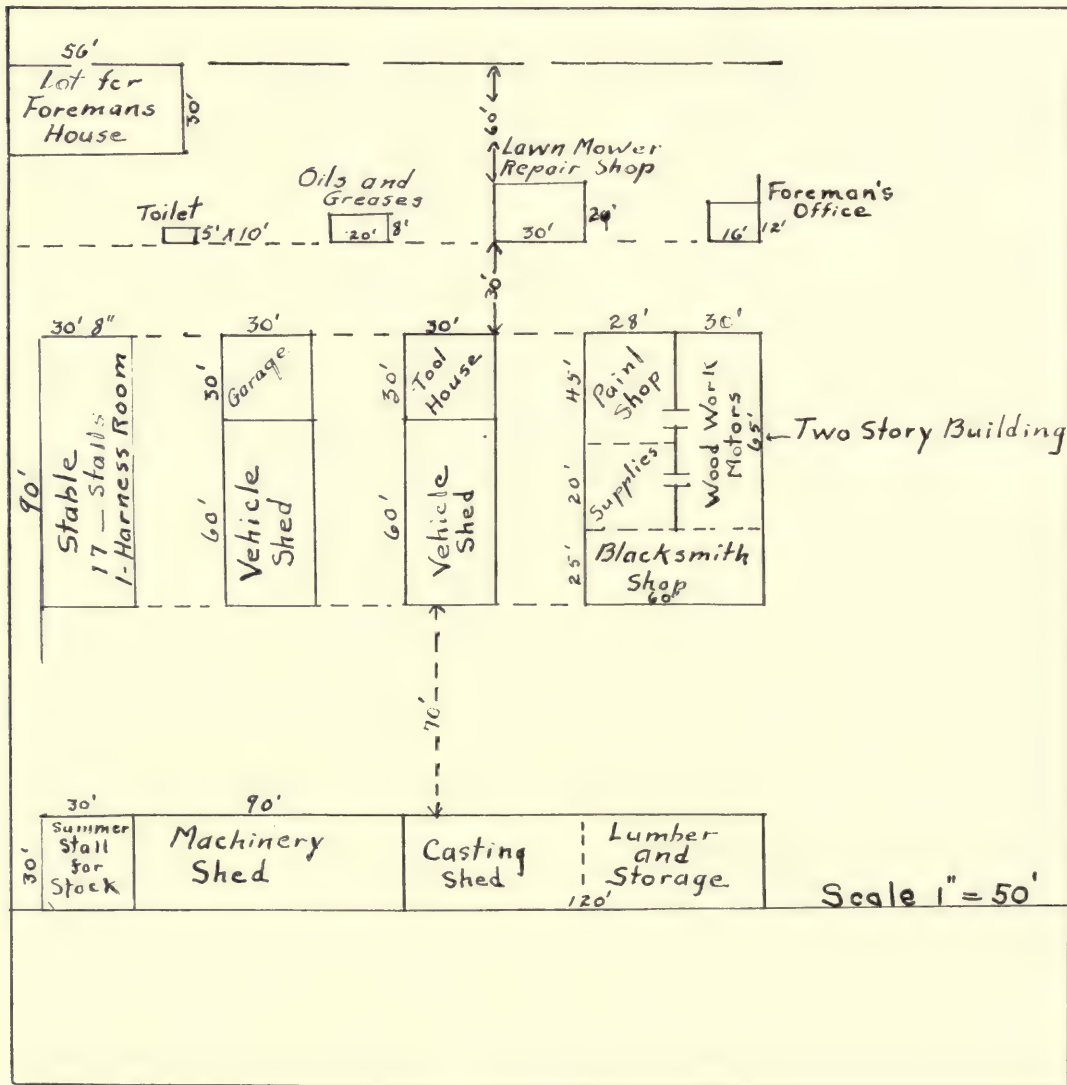 56'
Lot for
Foremans
House
30'
60'
Lawn Mower
Repair Shop
30'
Oils and
Greases
20'
8'
Toilet
5' X 10'
Foreman's
Office
16'
12'
30'
30' 8"
90'
Stable
17 — Stalls
1-Harness Room
30'
30'
Garage
60'
Vehicle
Shed
30'
30'
Tool
House
60'
Vehicle
Shed
28'
30'
45'
Paint
Shop
20'
Supplies
Wood Work
Motors
65'
Two Story Building
25'
Blacksmith
Shop
60'
70'
30'
30'
Summer
Stall
for
Stock
90'
Machinery
Shed
Casting
Shed
Lumber
and
Storage
120'
Scale 1" = 50'